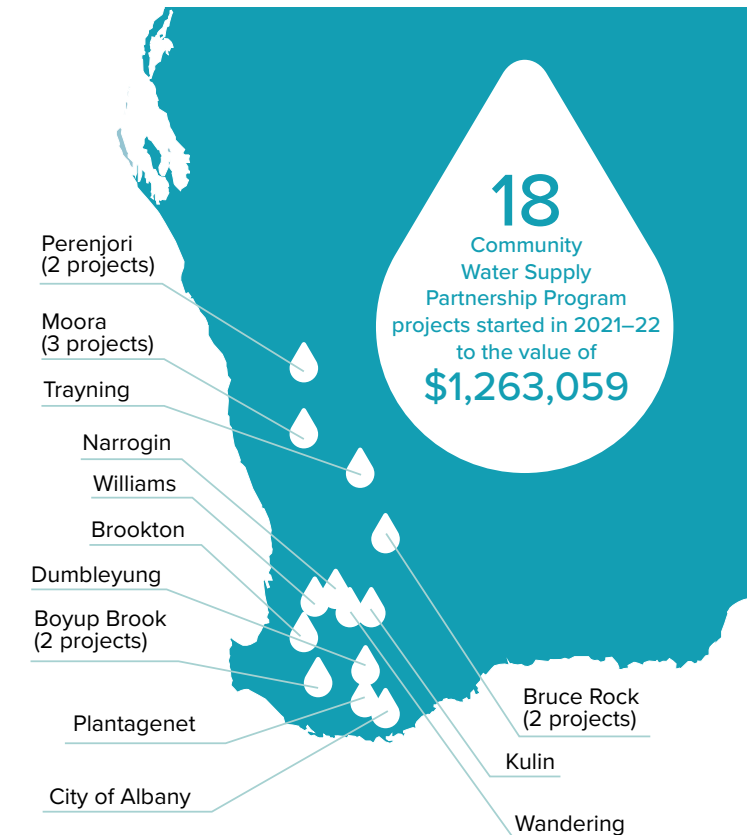 18
Community
Water Supply
Partnership Program
projects started in 2021–22
to the value of
$1,263,059
Perenjori
(2 projects)
Moora
(3 projects)
Trayning
Narrogin
Williams
Brookton
Dumbleyung
Boyup Brook
(2 projects)
Plantagenet
City of Albany
Bruce Rock
(2 projects)
Kulin
Wandering